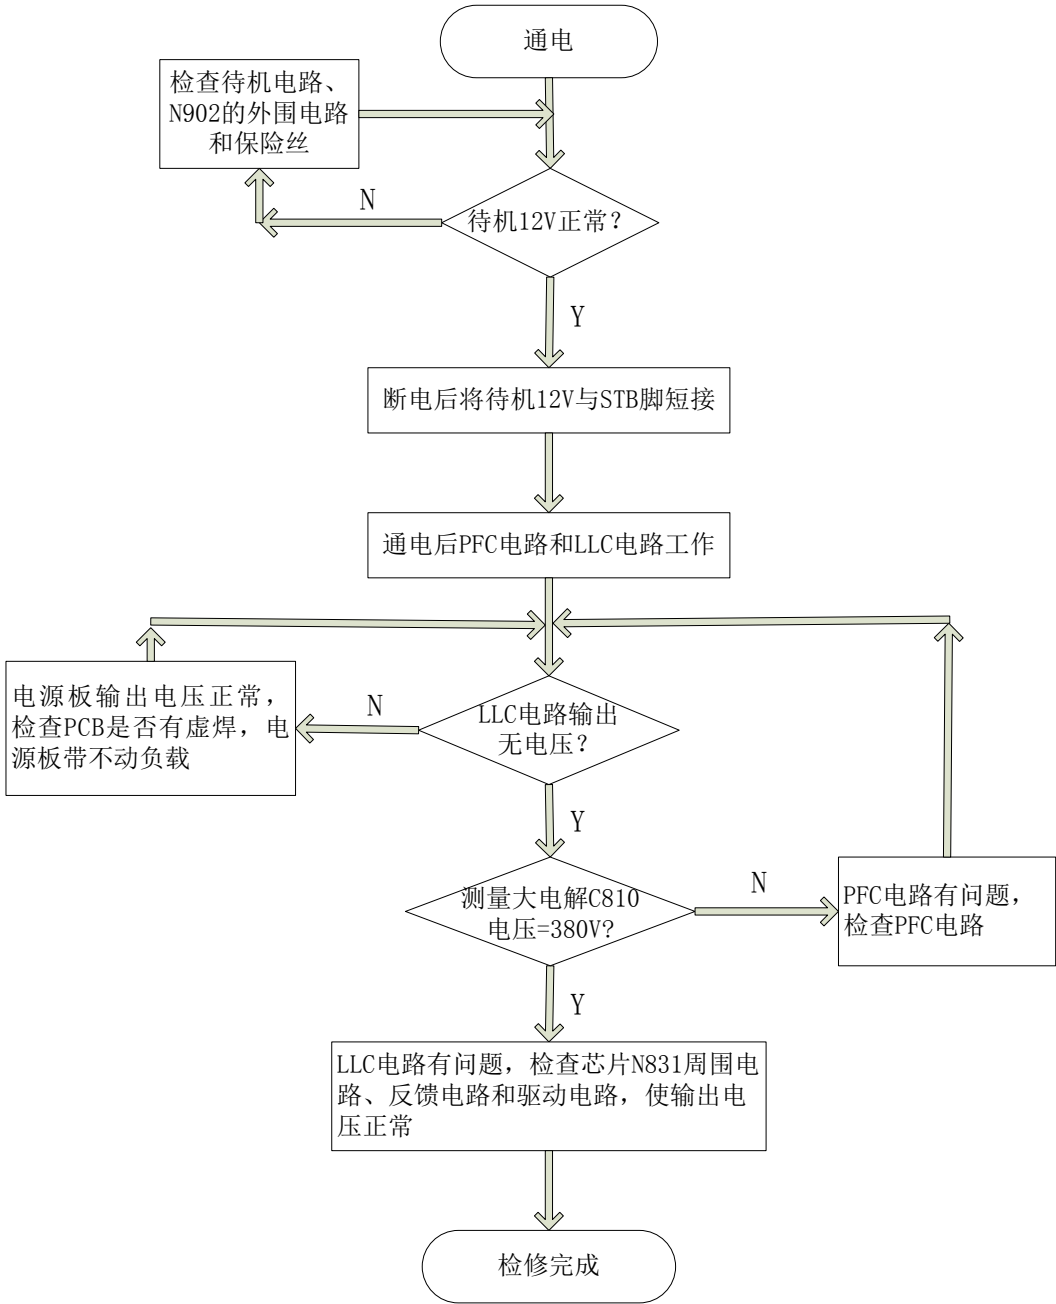 通电
检查待机电路、
N902的外围电路
和保险丝
N
待机12V正常？
Y
断电后将待机12V与STB脚短接
通电后PFC电路和LLC电路工作
电源板输出电压正常，
检查PCB是否有虚焊，电
源板带不动负载
N
LLC电路输出
无电压？
Y
测量大电解C810
电压=380V?
N
PFC电路有问题，
检查PFC电路
Y
LLC电路有问题，检查芯片N831周围电
路、反馈电路和驱动电路，使输出电
压正常
检修完成